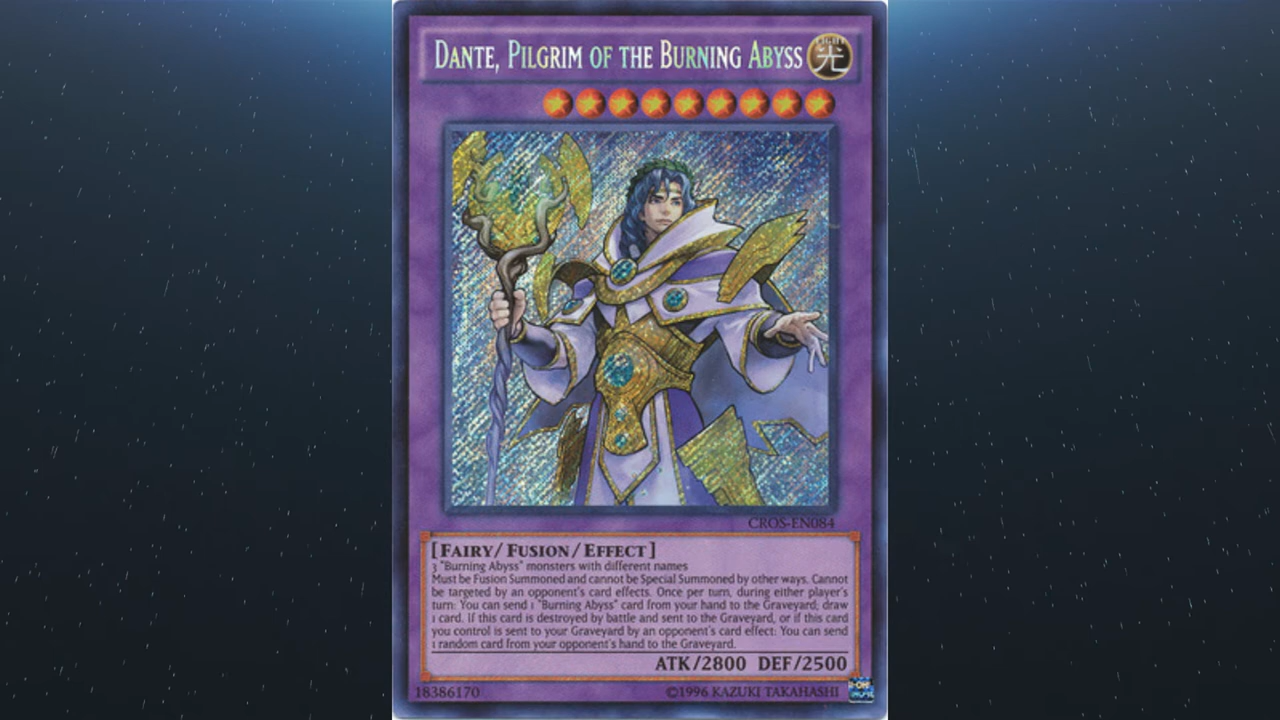 DANTE, PILGRIM OF THE BURNING ABYSS
LIGHT
光
CROS-EN084
[FAIRY/FUSION/EFFECT]
3 "Burning Abyss" monsters with different names
Must be Fusion Summoned and cannot be Special Summoned by other ways. Cannot
be targeted by an opponent's card effects. Once per turn, during either player's
turn: You can send 1 "Burning Abyss" card from your hand to the Graveyard; draw
1 card. If this card is destroyed by battle and sent to the Graveyard, or if this card
you control is sent to your Graveyard by an opponent's card effect: You can send
1 random card from your opponent's hand to the Graveyard.
ATK/2800 DEF/2500
18386170
©1996 KAZUKI TAKAHASHI